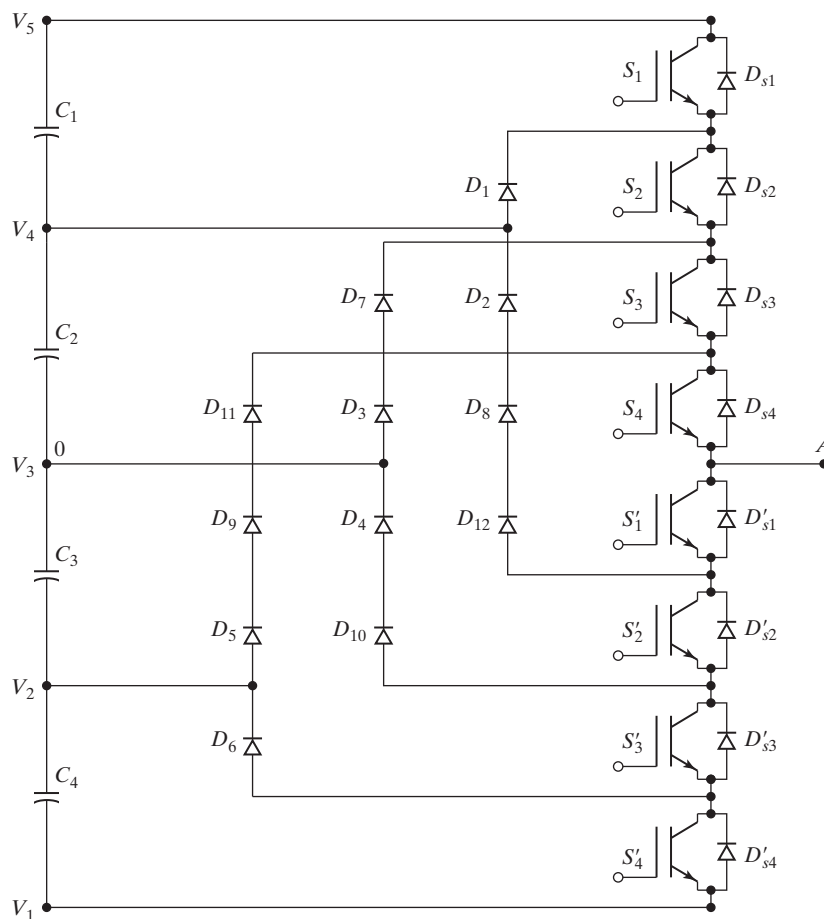 V5
S1
Ds1
C1
D1
S2
Ds2
V4
D7
D2
S3
Ds3
C2
D11
D3
D8
S4
Ds4
0
A
V3
D9
D4
D12
S′1
D′s1
C3
D5
D10
S′2
D′s2
V2
D6
S′3
D′s3
C4
S′4
D′s4
V1